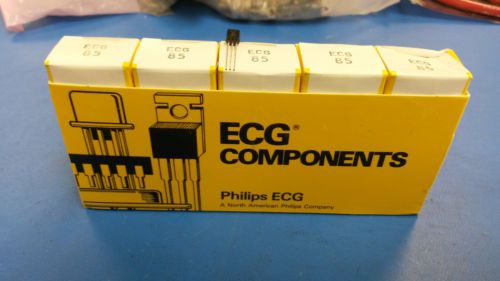 ECG
85
ECG
85
ECG
85
ECG
85
ECG
85
ECG®
COMPONENTS
Philips ECG
A North American Philips Company